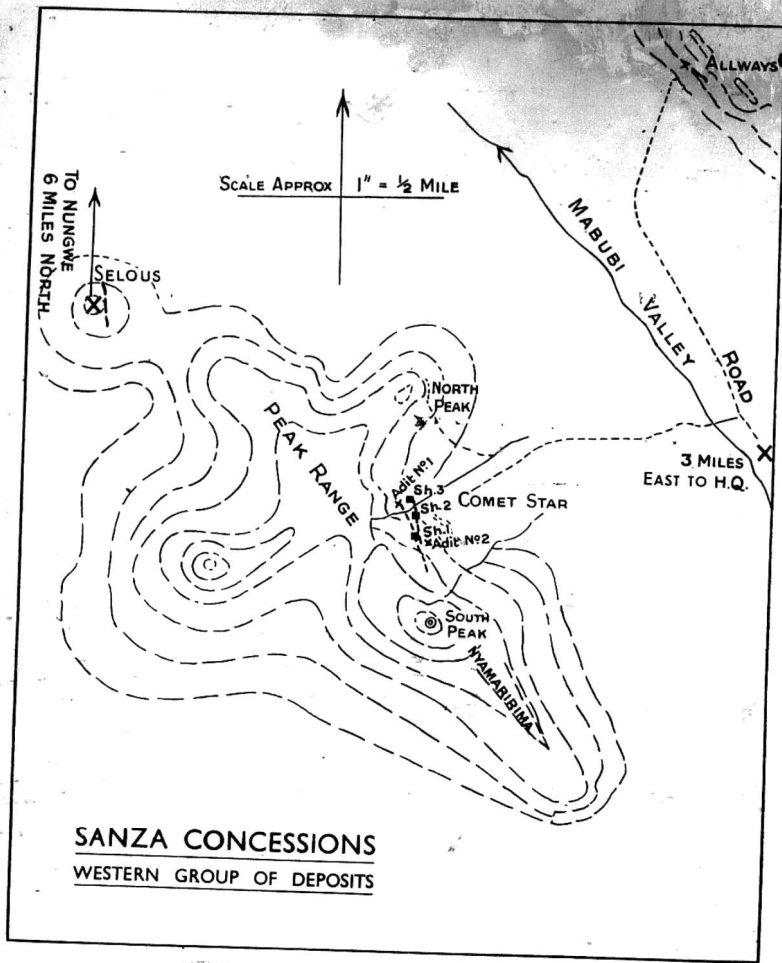 ALLWAYS
SCALE APPROX 1" = ½ MILE
TO NUNGWE
6 MILES NORTH
SELOUS
MABUBI
VALLEY
ROAD
NORTH
PEAK
PEAK RANGE
3 MILES
EAST TO H.Q.
Adit Nº1
Sh.3
Sh.2
COMET STAR
Sh.1
Adit Nº2
SOUTH
PEAK
NYAMARIBIMA
SANZA CONCESSIONS
WESTERN GROUP OF DEPOSITS